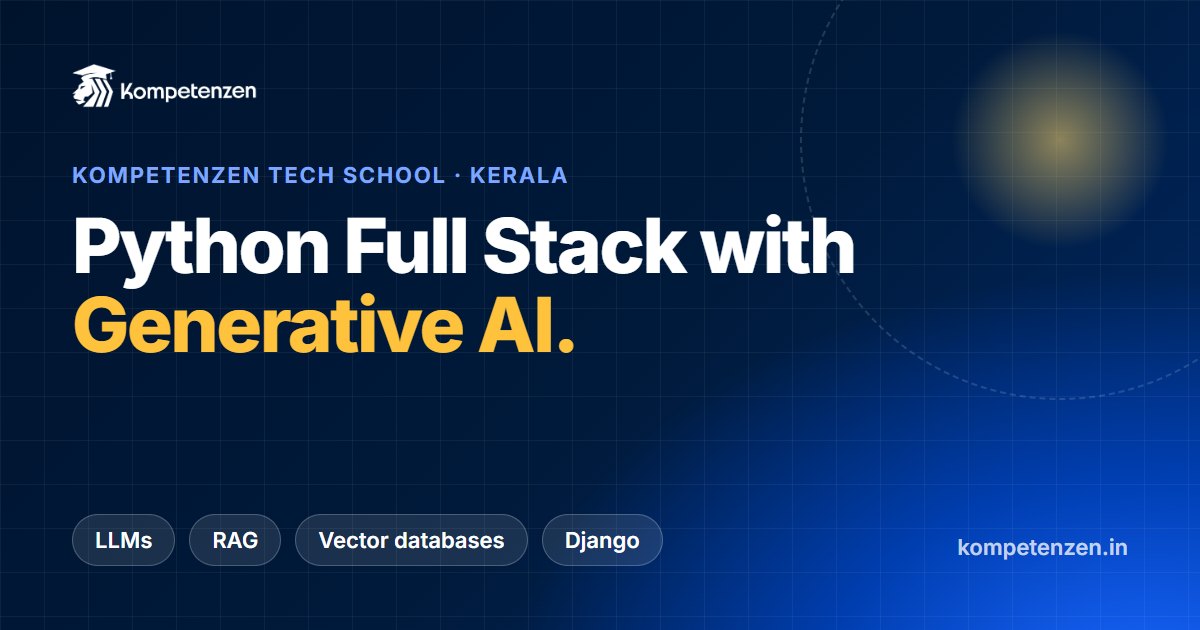 Kompetenzen
KOMPETENZEN TECH SCHOOL · KERALA
Python Full Stack with
Generative AI.
LLMs RAG Vector databases Django
kompetenzen.in